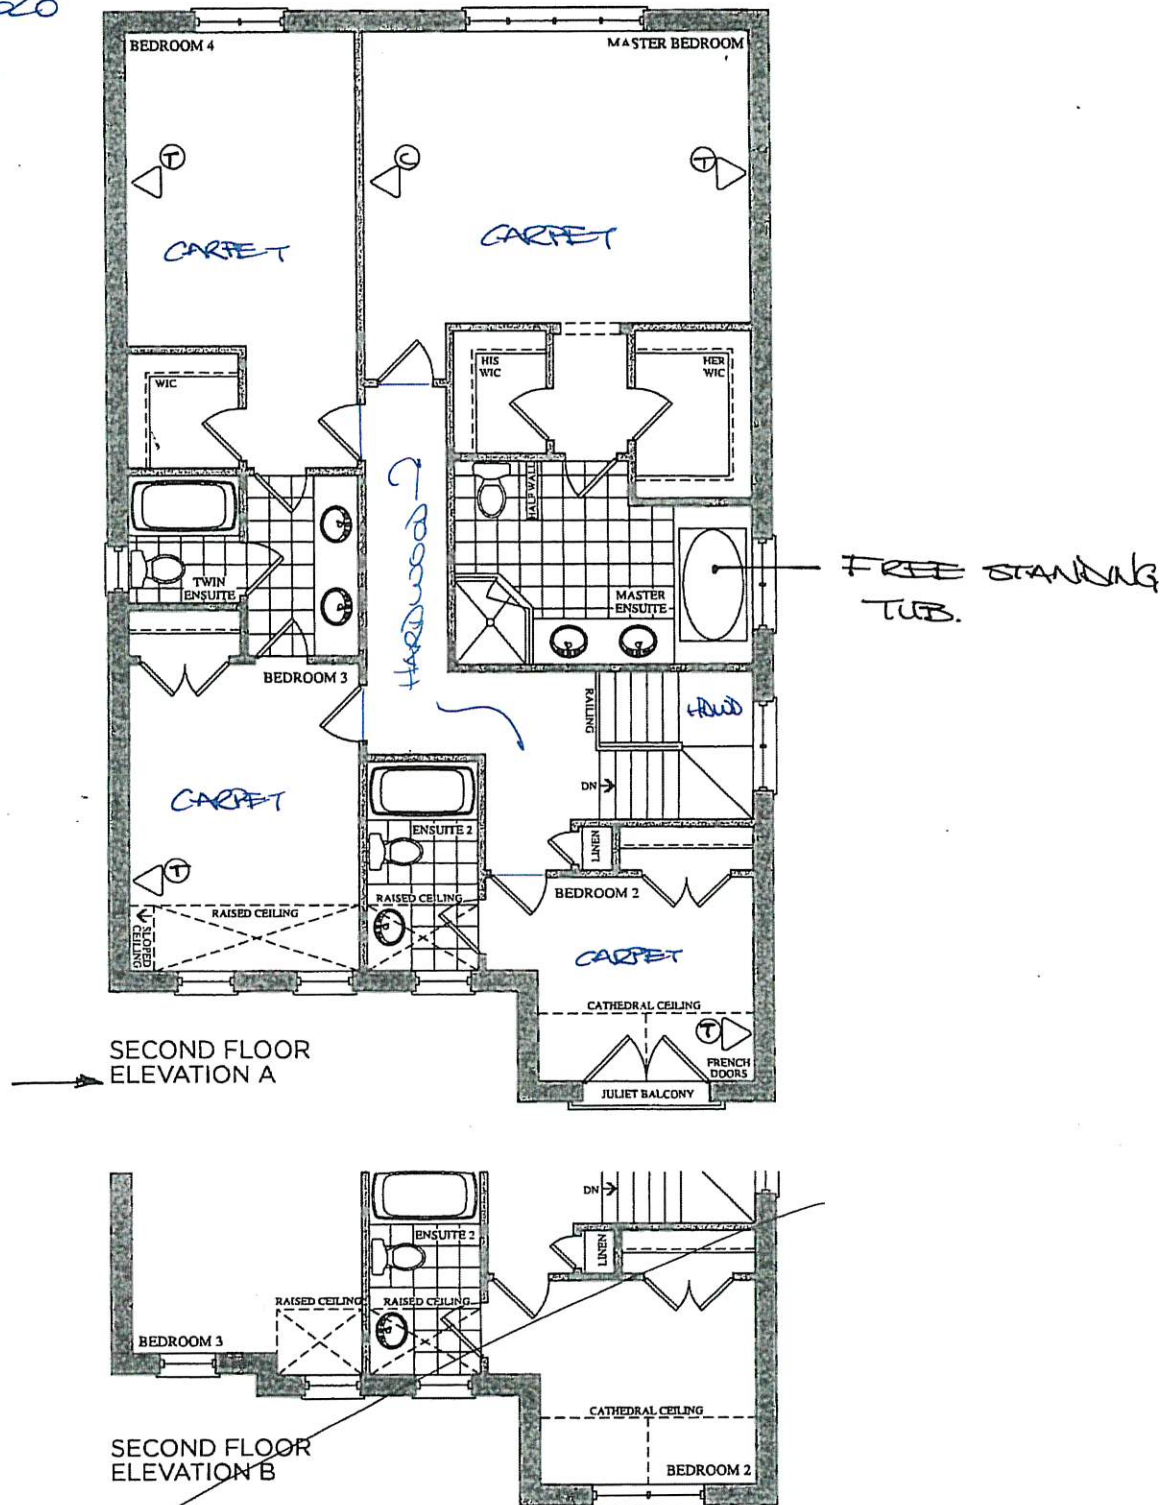 BEDROOM 4
MASTER BEDROOM
T
C
T
CARPET
CARPET
WIC
HIS
WIC
HER
WIC
HALF WALL
HARDWOOD
TWIN
ENSUITE
MASTER
ENSUITE
FREE STANDING
TUB.
BEDROOM 3
RAILING
HDWD
CARPET
DN
ENSUITE 2
LINEN
T
BEDROOM 2
RAISED CEILING
RAISED CEILING
SLOPED
CEILING
CARPET
CATHEDRAL CEILING
T
FRENCH
DOORS
JULIET BALCONY
SECOND FLOOR
ELEVATION A
DN
ENSUITE 2
LINEN
RAISED CEILING
RAISED CEILING
BEDROOM 3
CATHEDRAL CEILING
BEDROOM 2
SECOND FLOOR
ELEVATION B